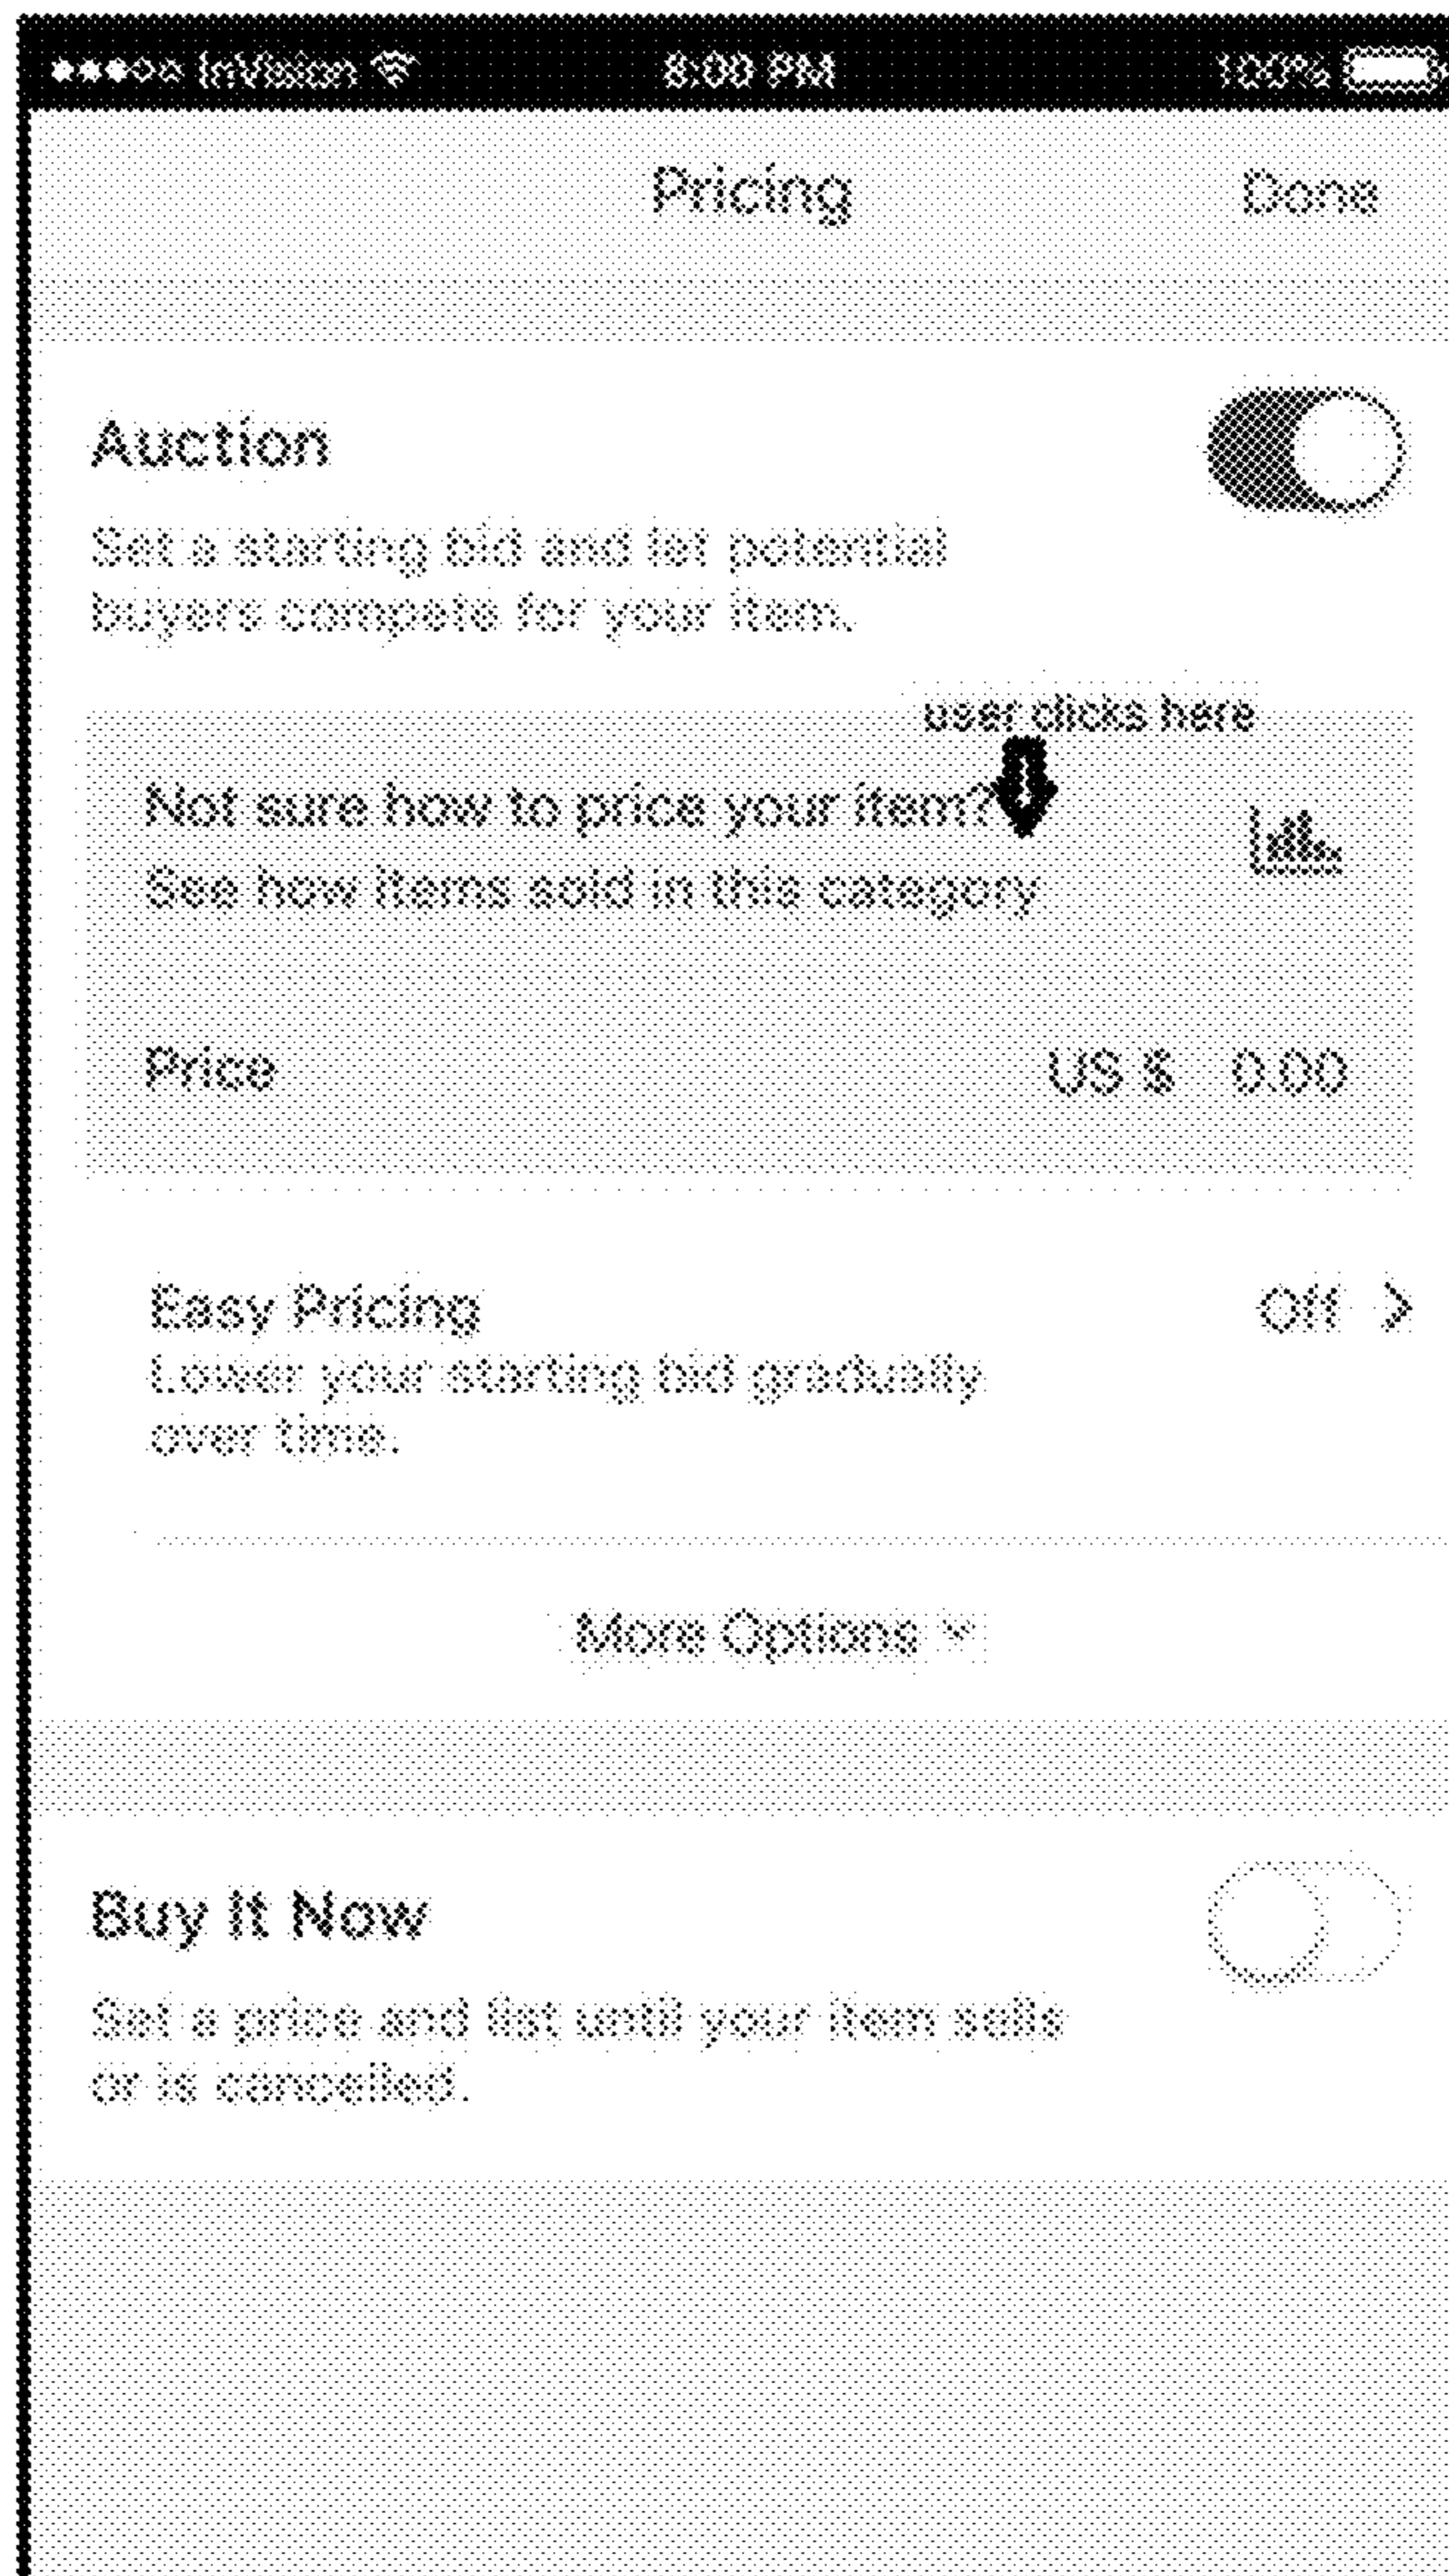 InVision 8:00 PM 100%
Pricing Done
Auction
Set a starting bid and let potential
buyers compete for your item.
user clicks here
Not sure how to price your item?
See how items sold in this category
Price US $ 0.00
Easy Pricing Off >
Lower your starting bid gradually
over time.
More Options
Buy It Now
Set a price and list until your item sells
or is cancelled.